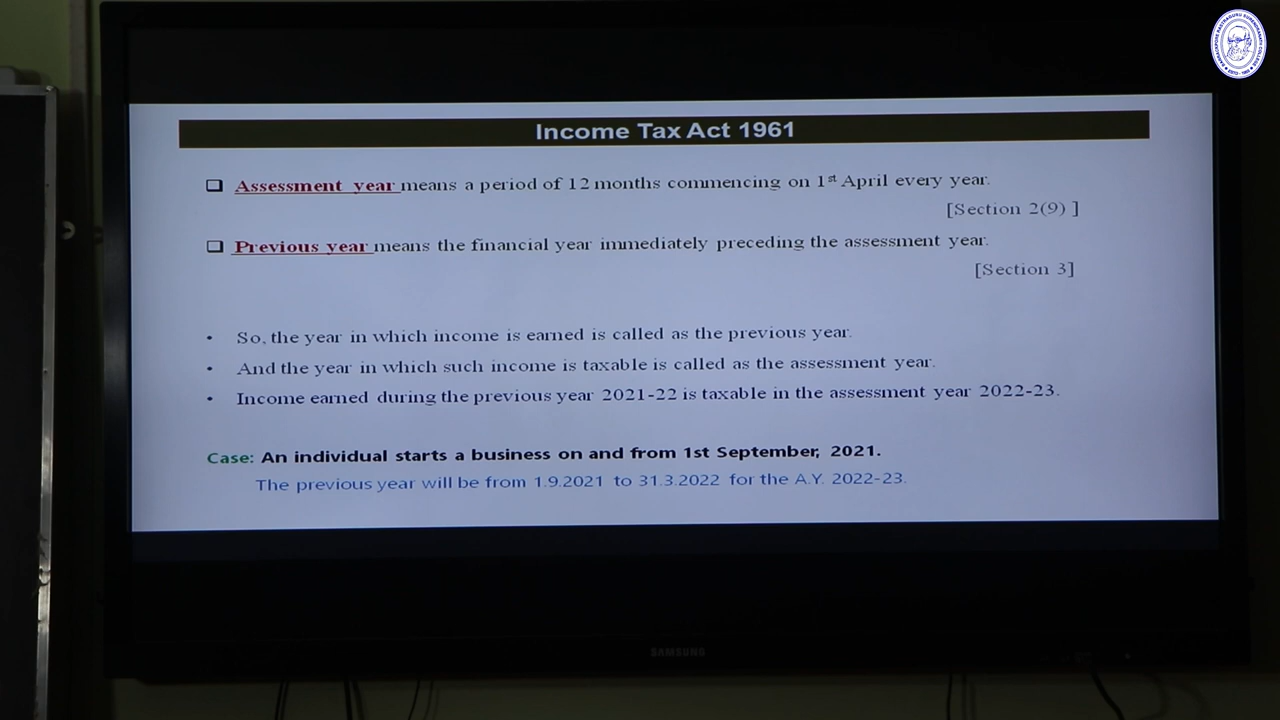 Income Tax Act 1961
Assessment year means a period of 12 months commencing on 1st April every year.
[Section 2(9) ]
Previous year means the financial year immediately preceding the assessment year.
[Section 3]
• So, the year in which income is earned is called as the previous year.
• And the year in which such income is taxable is called as the assessment year.
• Income earned during the previous year 2021-22 is taxable in the assessment year 2022-23.
Case: An individual starts a business on and from 1st September, 2021.
The previous year will be from 1.9.2021 to 31.3.2022 for the A.Y. 2022-23.
SAMSUNG